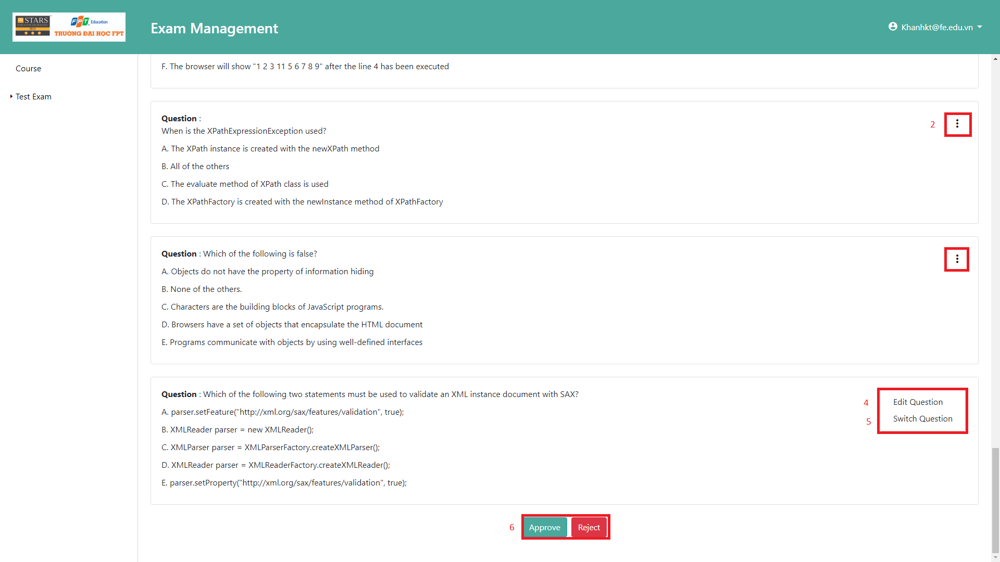 STARS
RATED FOR EXCELLENCE
2012
FPT Education
TRƯỜNG ĐẠI HỌC FPT
Exam Management
Khanhkt@fe.edu.vn
Course
Test Exam
F. The browser will show "1 2 3 11 5 6 7 8 9" after the line 4 has been executed
Question :
2
When is the XPathExpressionException used?
A. The XPath instance is created with the newXPath method
B. All of the others
C. The evaluate method of XPath class is used
D. The XPathFactory is created with the newInstance method of XPathFactory
Question : Which of the following is false?
A. Objects do not have the property of information hiding
B. None of the others.
C. Characters are the building blocks of JavaScript programs.
D. Browsers have a set of objects that encapsulate the HTML document
E. Programs communicate with objects by using well-defined interfaces
Question : Which of the following two statements must be used to validate an XML instance document with SAX?
4 Edit Question
5 Switch Question
A. parser.setFeature("http://xml.org/sax/features/validation", true);
B. XMLReader parser = new XMLReader();
C. XMLParser parser = XMLParserFactory.createXMLParser();
D. XMLReader parser = XMLReaderFactory.createXMLReader();
E. parser.setProperty("http://xml.org/sax/features/validation", true);
6 Approve Reject